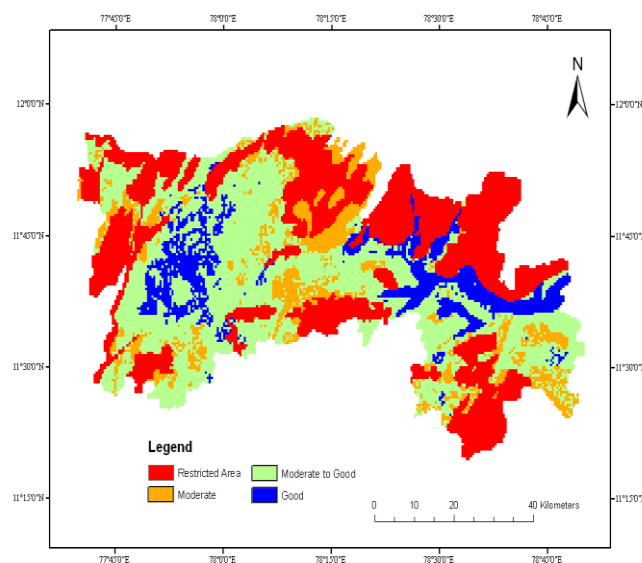 77°45'0"E 78°0'0"E 78°15'0"E 78°30'0"E 78°45'0"E
N
12°0'0"N 12°0'0"N
11°45'0"N 11°45'0"N
11°30'0"N 11°30'0"N
11°15'0"N 11°15'0"N
Legend
Restricted Area Moderate to Good
Moderate Good
0 10 20 40 Kilometers
77°45'0"E 78°0'0"E 78°15'0"E 78°30'0"E 78°45'0"E